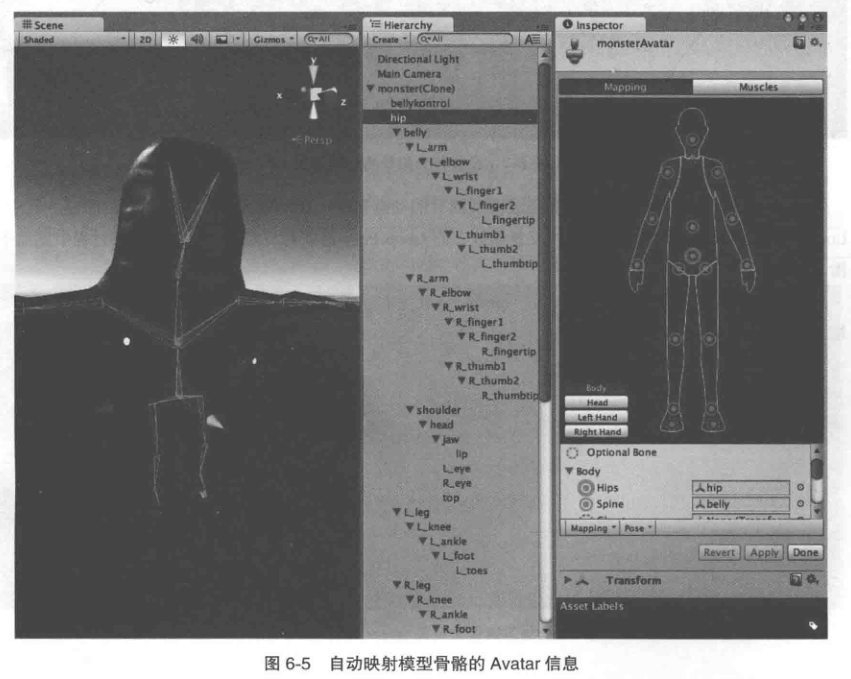 Scene
Shaded
2D
Gizmos
All
y
x
z
Persp
Hierarchy
Create
All
Directional Light
Main Camera
monster(Clone)
bellykontrol
hip
belly
L_arm
L_elbow
L_wrist
L_finger1
L_finger2
L_fingertip
L_thumb1
L_thumb2
L_thumbtip
R_arm
R_elbow
R_wrist
R_finger1
R_finger2
R_fingertip
R_thumb1
R_thumb2
R_thumbtip
shoulder
head
jaw
lip
L_eye
R_eye
top
L_leg
L_knee
L_ankle
L_foot
L_toes
R_leg
R_knee
R_ankle
R_foot
Inspector
monsterAvatar
Mapping Muscles
Body
Head
Left Hand
Right Hand
Optional Bone
Body
Hips hip
Spine belly
Mapping Pose
Revert Apply Done
Transform
Asset Labels
图 6-5 自动映射模型骨骼的 Avatar 信息